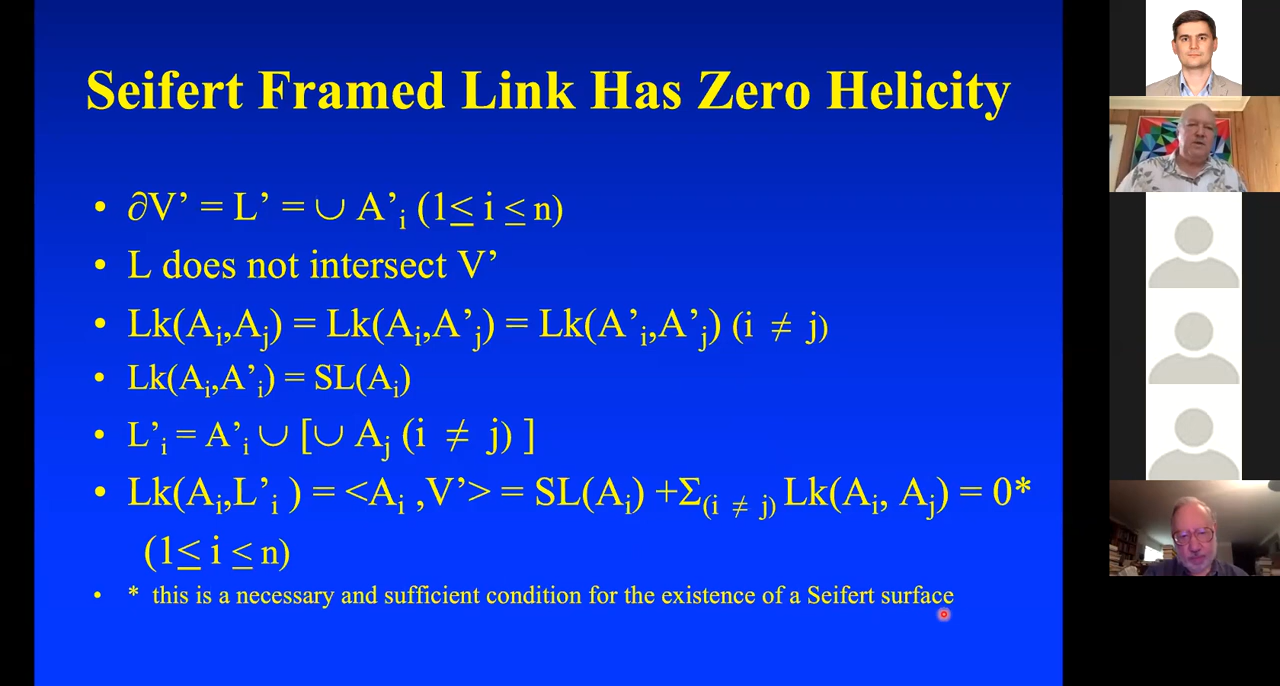 Seifert Framed Link Has Zero Helicity
• ∂V’ = L’ = ∪ A’i (1≤ i ≤ n)
• L does not intersect V’
• Lk(Ai,Aj) = Lk(Ai,A’j) = Lk(A’i,A’j) (i ≠ j)
• Lk(Ai,A’i) = SL(Ai)
• L’i = A’i ∪ [∪ Aj (i ≠ j) ]
• Lk(Ai,L’i ) = <Ai ,V’> = SL(Ai) +Σ(i ≠ j) Lk(Ai, Aj) = 0*
(1≤ i ≤ n)
• * this is a necessary and sufficient condition for the existence of a Seifert surface